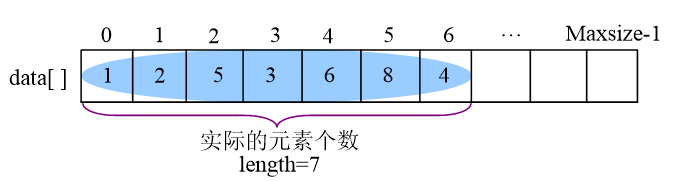 0 1 2 3 4 5 6 … Maxsize-1
data[ ] 1 2 5 3 6 8 4
实际的元素个数
length=7